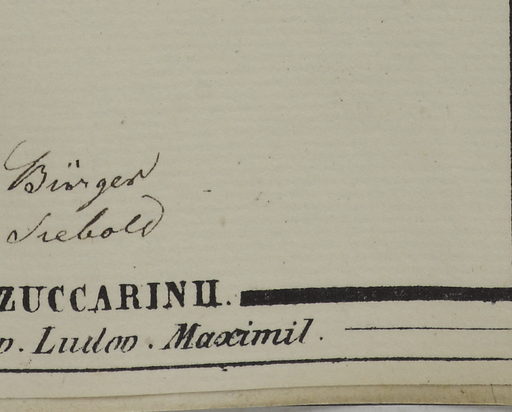 Bürger
Siebold
ZUCCARINII.
p. Ludov. Maximil.